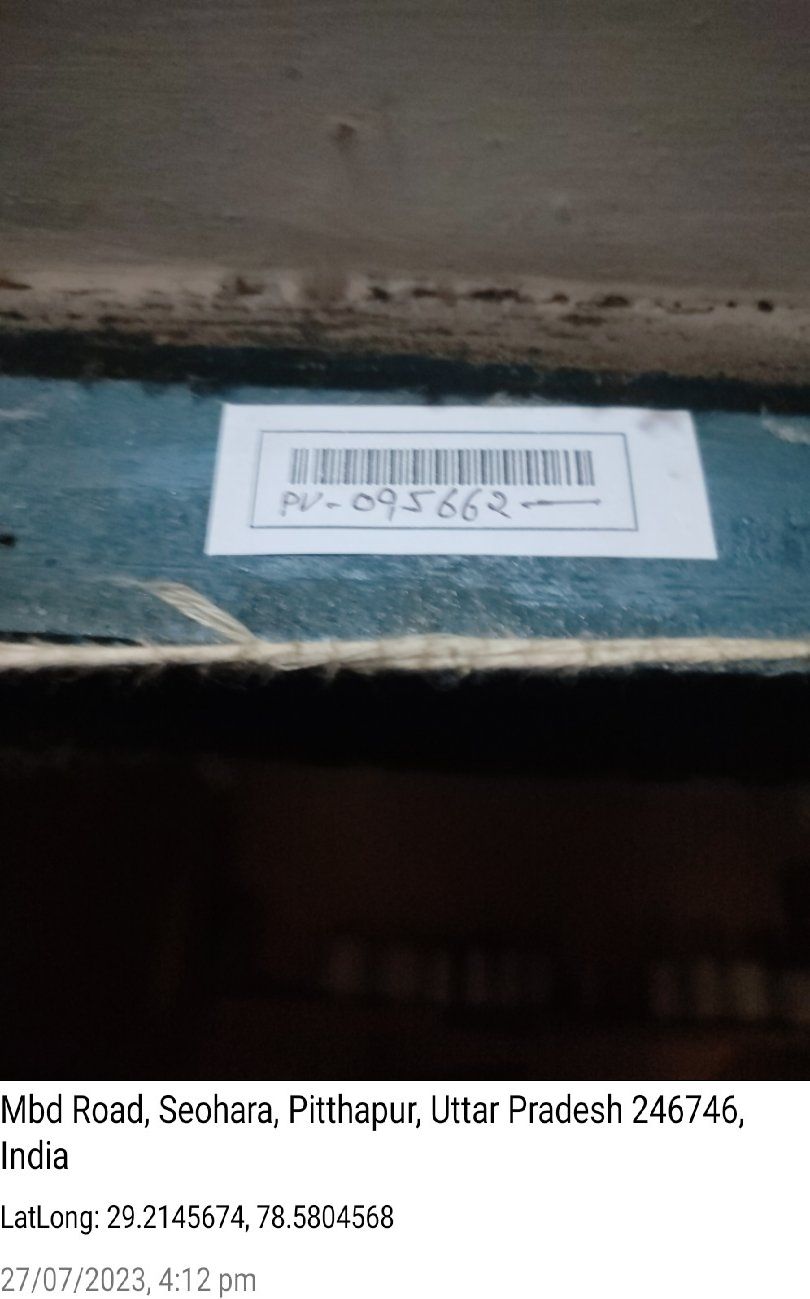 PV-095662
Mbd Road, Seohara, Pitthapur, Uttar Pradesh 246746,
India
LatLong: 29.2145674, 78.5804568
27/07/2023, 4:12 pm